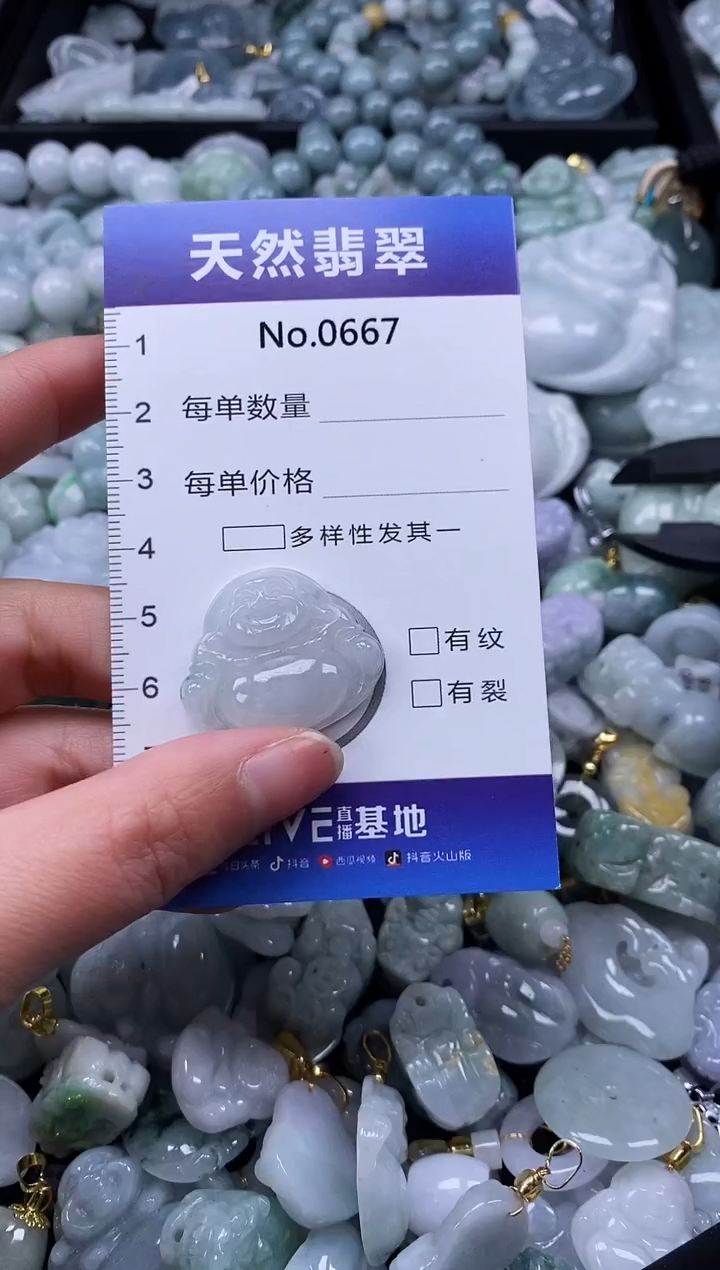 天然翡翠
No.0667
1
2 每单数量
3 每单价格
4 多样性发其一
5 有纹
6 有裂
直播基地
头条 抖音 西瓜视频 抖音火山版